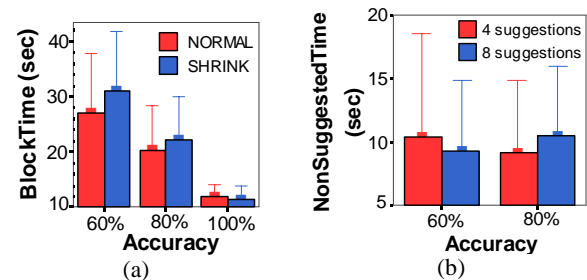 BlockTime (sec)
40
30
20
10
NORMAL
SHRINK
60%
80%
100%
Accuracy
(a)
NonSuggestedTime
(sec)
20
15
10
5
4 suggestions
8 suggestions
60%
80%
Accuracy
(b)